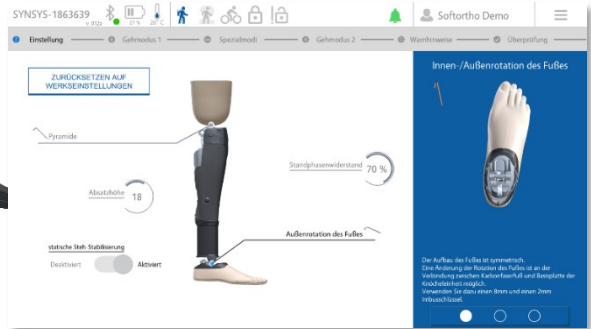 SYNSYS-1863639
21 %
20° C
Softortho Demo
Einstellung
Gehmodus 1
Spezialmodi
Gehmodus 2
Warnhinweise
Überprüfung
ZURÜCKSETZEN AUF
WERKSEINSTELLUNGEN
Innen-/Außenrotation des Fußes
Pyramide
Standphasenwiderstand
70 %
Absatzhöhe
18
Außenrotation des Fußes
statische Steh-Stabilisierung
Deaktiviert
Aktiviert
Der Aufbau des Fußes ist symmetrisch.
Eine Änderung der Rotation des Fußes ist an der
Verbindung zwischen Karbonfaserfuß und Basisplatte der
Knöcheleinheit möglich.
Verwenden Sie dazu einen 8mm und einen 2mm
Inbusschlüssel.